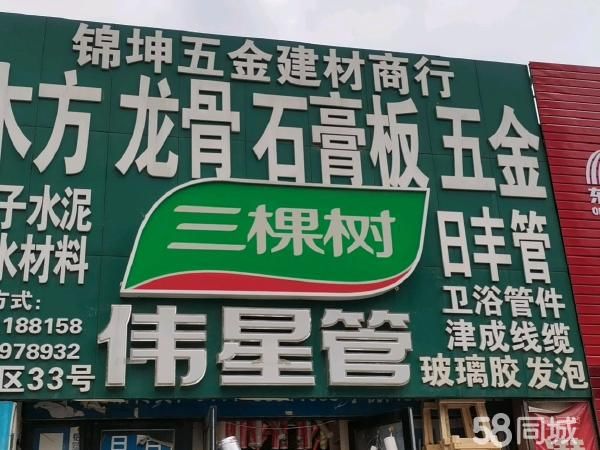 锦坤五金建材商行
木方 龙骨 石膏板 五金
子水泥
水材料
三棵树
日丰管
方式:
188158
978932
区33号
伟星管
卫浴管件
津成线缆
玻璃胶 发泡
东
58同城